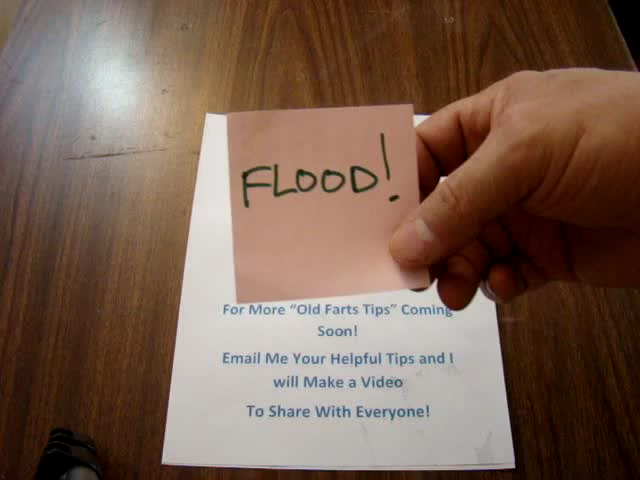 FLOOD!
For More “Old Farts Tips” Coming
Soon!
Email Me Your Helpful Tips and I
will Make a Video
To Share With Everyone!